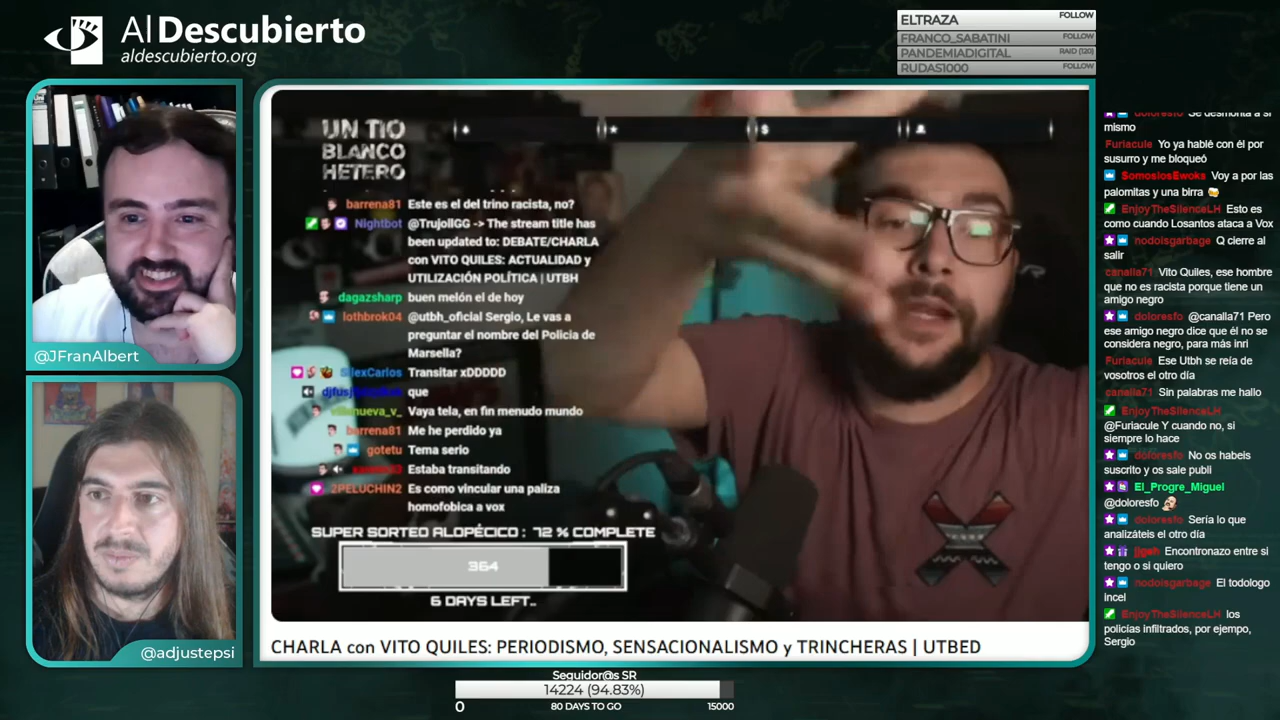 Al Descubierto
aldescubierto.org
ELTRAZA FOLLOW
FRANCO_SABATINI FOLLOW
PANDEMIADIGITAL RAID (120)
RUDAS1000 FOLLOW
@JFranAlbert
@adjustepsi
UN TIO
BLANCO
HETERO
barrena81 Este es el del trino racista, no?
Nightbot @TrujollGG -> The stream title has
been updated to: DEBATE/CHARLA
con VITO QUILES: ACTUALIDAD y
UTILIZACIÓN POLÍTICA | UTBH
dagazsharp buen melón el de hoy
lothbrok04 @utbh_oficial Sergio, Le vas a
preguntar el nombre del Policia de
Marsella?
Transitar xDDDDD
que
Vaya tela, en fin menudo mundo
barrena81 Me he perdido ya
gotetu Tema serio
Estaba transitando
2PELUCHIN2 Es como vincular una paliza
homofobica a vox
SUPER SORTEO ALOPÉCICO : 72 % COMPLETE
364
6 DAYS LEFT..
CHARLA con VITO QUILES: PERIODISMO, SENSACIONALISMO y TRINCHERAS | UTBED
Seguidor@s SR
14224 (94.83%)
0 80 DAYS TO GO 15000
doloresfo Se desmonta a si
mismo
Furiacule Yo ya hablé con él por
susurro y me bloqueó
SomoslosEwoks Voy a por las
palomitas y una birra
EnjoyTheSilenceLH Esto es
como cuando Losantos ataca a Vox
nodoisgarbage Q cierre al
salir
canalla71 Vito Quiles, ese hombre
que no es racista porque tiene un
amigo negro
doloresfo @canalla71 Pero
ese amigo negro dice que él no se
considera negro, para más inri
Furiacule Ese Utbh se reía de
vosotros el otro día
canalla71 Sin palabras me hallo
EnjoyTheSilenceLH
@Furiacule Y cuando no, si
siempre lo hace
doloresfo No os habeis
suscrito y os sale publi
El_Progre_Miguel
@doloresfo
doloresfo Sería lo que
analizáteis el otro día
jjgeh Encontronazo entre si
tengo o si quiero
nodoisgarbage El todologo
incel
EnjoyTheSilenceLH los
policías infiltrados, por ejemplo,
Sergio